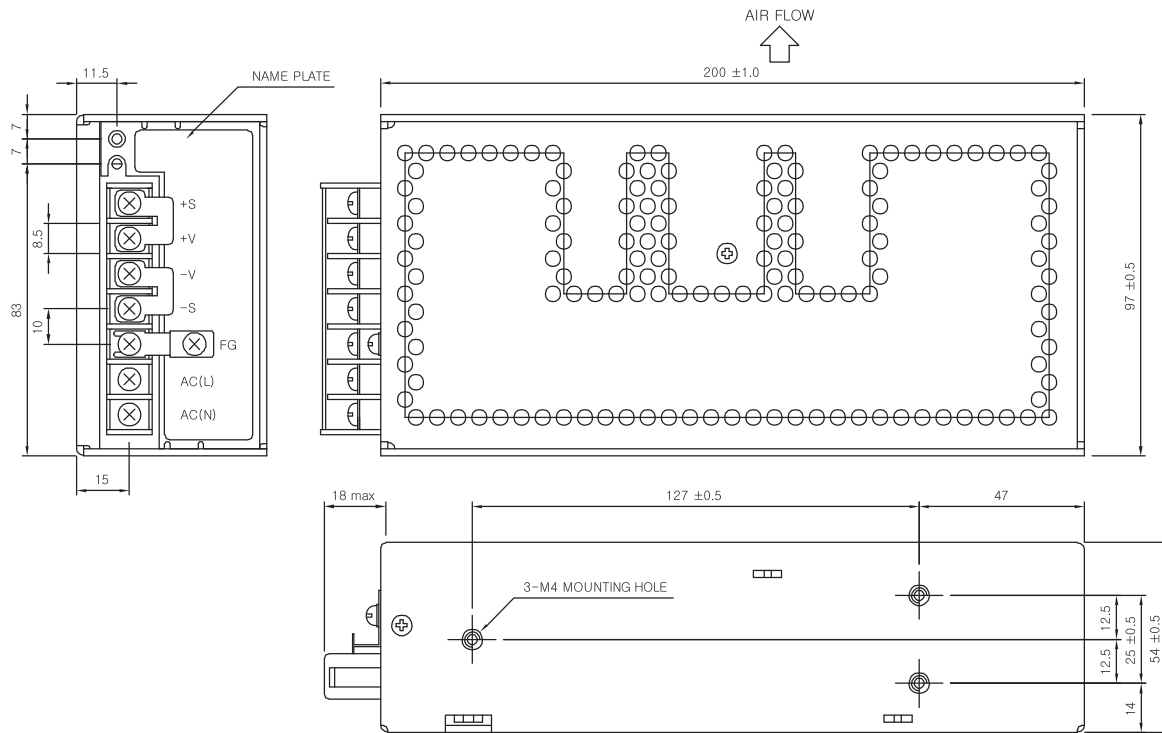 AIR FLOW
11.5
NAME PLATE
200 ±1.0
7
7
+S
+V
-V
-S
FG
AC(L)
AC(N)
8.5
83
10
97 ±0.5
15
18 max
127 ±0.5
47
3-M4 MOUNTING HOLE
12.5
12.5
25 ±0.5
54 ±0.5
14